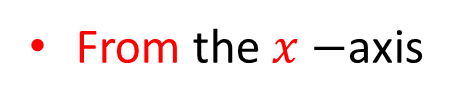 • From the x –axis